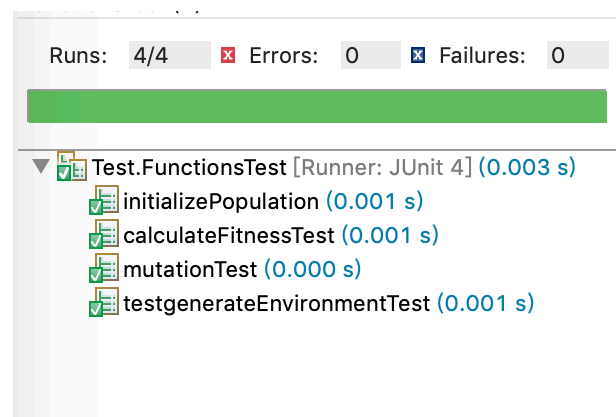 Runs: 4/4 Errors: 0 Failures: 0
Test.FunctionsTest [Runner: JUnit 4] (0.003 s)
initializePopulation (0.001 s)
calculateFitnessTest (0.001 s)
mutationTest (0.000 s)
testgenerateEnvironmentTest (0.001 s)